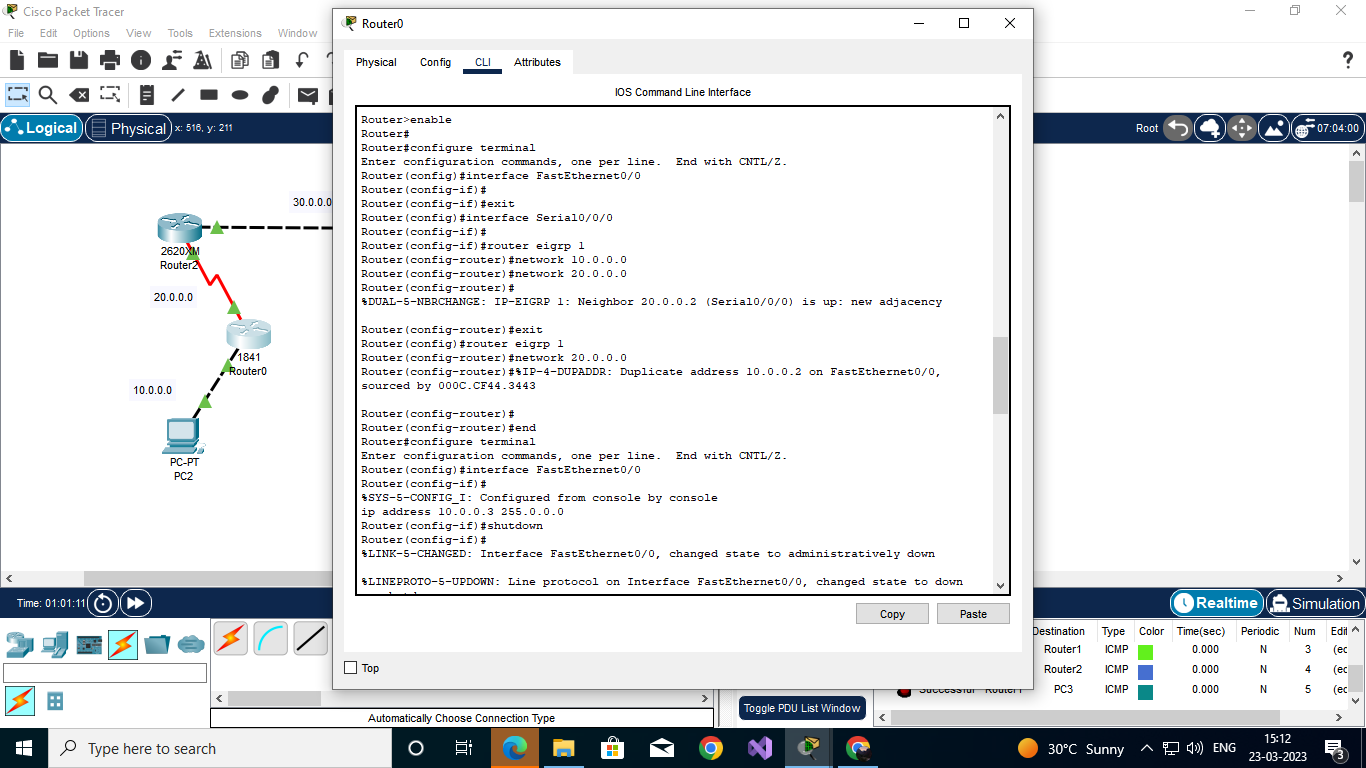 Cisco Packet Tracer
File Edit Options View Tools Extensions Window
Logical
Physical
x: 516, y: 211
Root
07:04:00
30.0.0.0
2620XM
Router2
20.0.0.0
1841
Router0
10.0.0.0
PC-PT
PC2
Router0
Physical Config CLI Attributes
IOS Command Line Interface
Router>enable
Router#
Router#configure terminal
Enter configuration commands, one per line.  End with CNTL/Z.
Router(config)#interface FastEthernet0/0
Router(config-if)#
Router(config-if)#exit
Router(config)#interface Serial0/0/0
Router(config-if)#
Router(config-if)#router eigrp 1
Router(config-router)#network 10.0.0.0
Router(config-router)#network 20.0.0.0
Router(config-router)#
%DUAL-5-NBRCHANGE: IP-EIGRP 1: Neighbor 20.0.0.2 (Serial0/0/0) is up: new adjacency
Router(config-router)#exit
Router(config)#router eigrp 1
Router(config-router)#network 20.0.0.0
Router(config-router)#%IP-4-DUPADDR: Duplicate address 10.0.0.2 on FastEthernet0/0,
sourced by 000C.CF44.3443
Router(config-router)#
Router(config-router)#end
Router#configure terminal
Enter configuration commands, one per line.  End with CNTL/Z.
Router(config)#interface FastEthernet0/0
Router(config-if)#
%SYS-5-CONFIG_I: Configured from console by console
ip address 10.0.0.3 255.0.0.0
Router(config-if)#shutdown
Router(config-if)#
%LINK-5-CHANGED: Interface FastEthernet0/0, changed state to administratively down
%LINEPROTO-5-UPDOWN: Line protocol on Interface FastEthernet0/0, changed state to down
Copy
Paste
Top
Time: 01:01:11
Realtime
Simulation
Automatically Choose Connection Type
Toggle PDU List Window
Destination Type Color Time(sec) Periodic Num Edit
Router1 ICMP 0.000 N 3 (ed
Router2 ICMP 0.000 N 4 (ed
Successful Router1 PC3 ICMP 0.000 N 5 (ed
Type here to search
30°C Sunny
ENG
15:12
23-03-2023
3